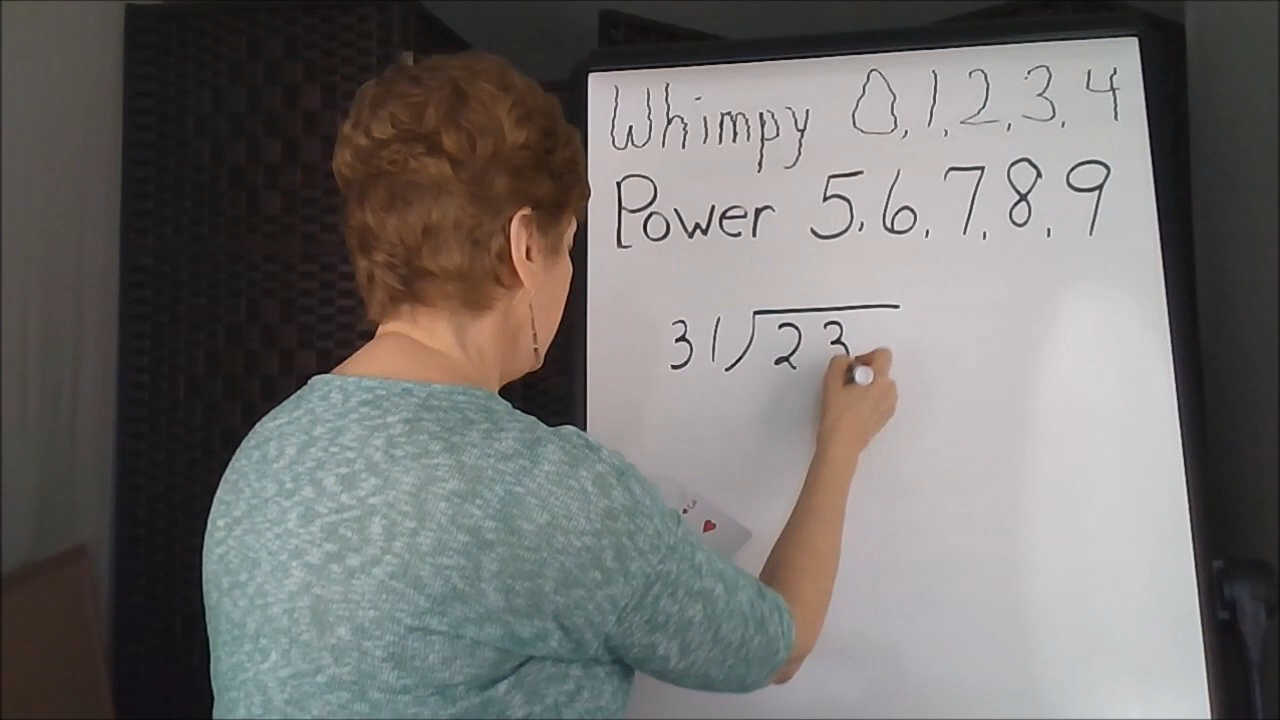 Whimpy 0, 1, 2, 3, 4
Power 5, 6, 7, 8, 9
31)23